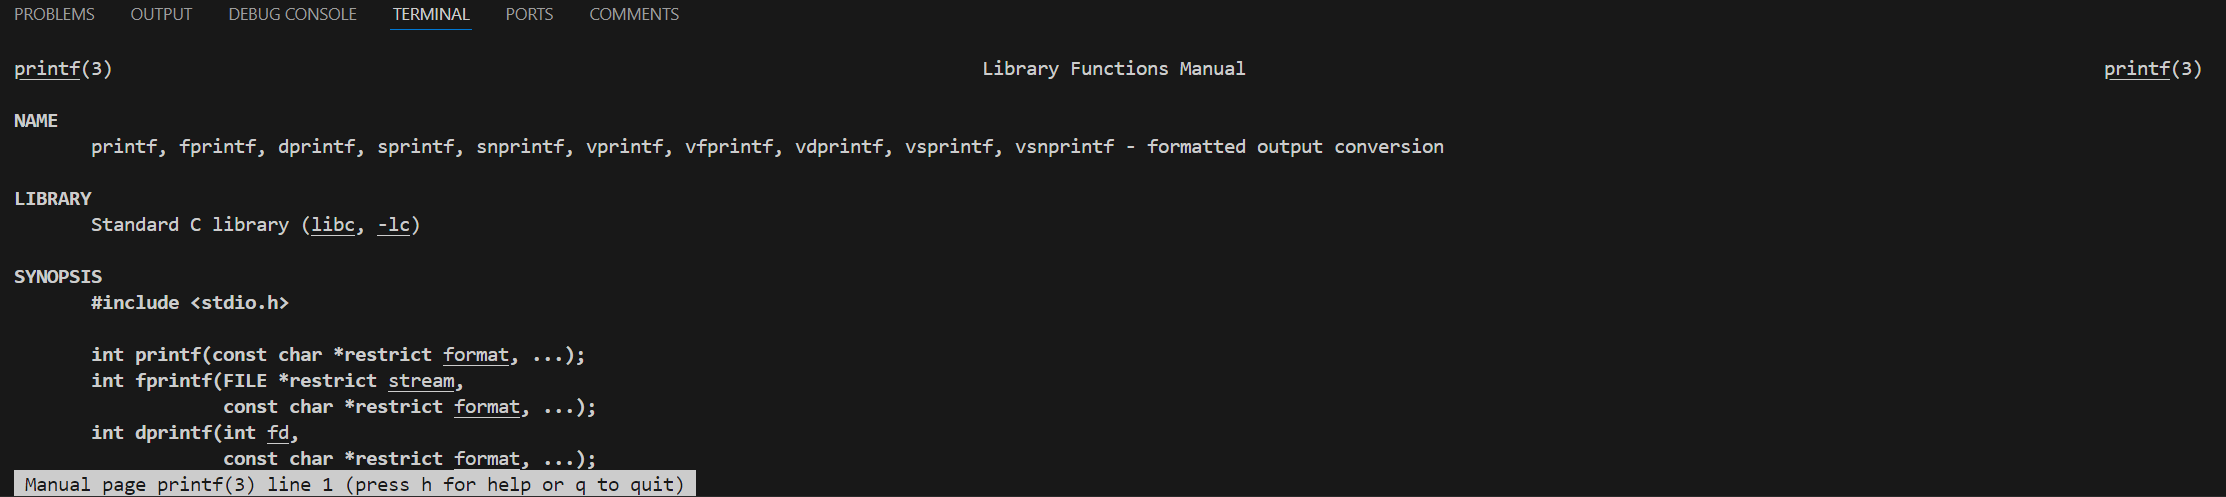 PROBLEMS OUTPUT DEBUG CONSOLE TERMINAL PORTS COMMENTS
printf(3) Library Functions Manual printf(3)
NAME
printf, fprintf, dprintf, sprintf, snprintf, vprintf, vfprintf, vdprintf, vsprintf, vsnprintf - formatted output conversion
LIBRARY
Standard C library (libc, -lc)
SYNOPSIS
#include <stdio.h>
int printf(const char *restrict format, ...);
int fprintf(FILE *restrict stream,
const char *restrict format, ...);
int dprintf(int fd,
const char *restrict format, ...);
Manual page printf(3) line 1 (press h for help or q to quit)